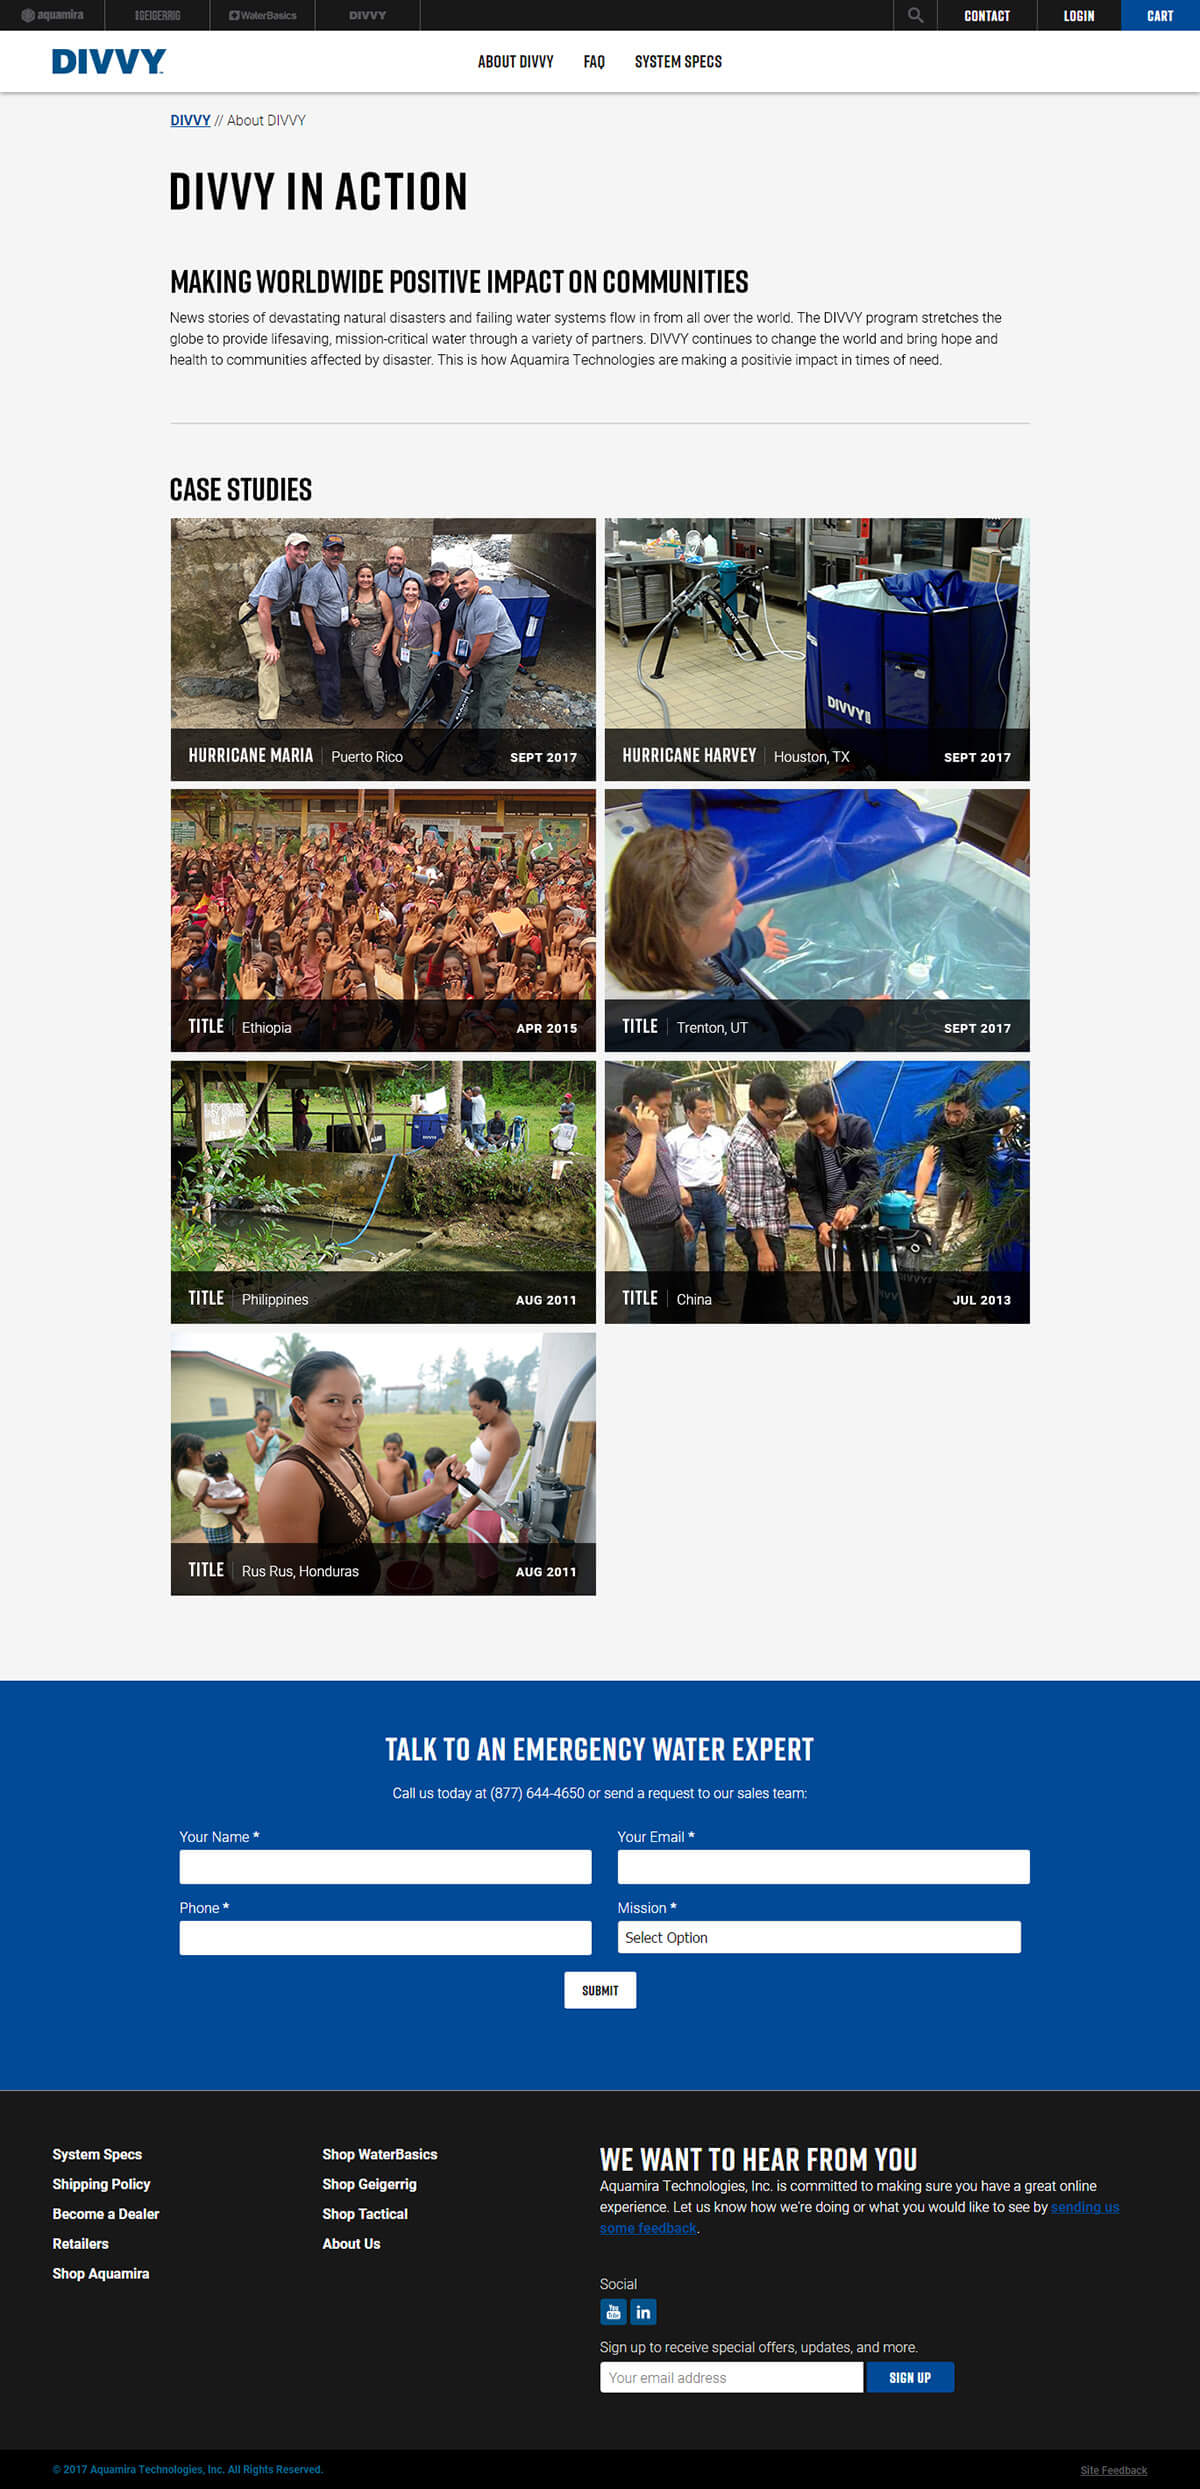 aquamira GEIGERRIG WaterBasics DIVVY CONTACT LOGIN CART
DIVVY ABOUT DIVVY FAQ SYSTEM SPECS
DIVVY // About DIVVY
DIVVY IN ACTION
MAKING WORLDWIDE POSITIVE IMPACT ON COMMUNITIES
News stories of devastating natural disasters and failing water systems flow in from all over the world. The DIVVY program stretches the
globe to provide lifesaving, mission-critical water through a variety of partners. DIVVY continues to change the world and bring hope and
health to communities affected by disaster. This is how Aquamira Technologies are making a positivie impact in times of need.
CASE STUDIES
DIVVY
HURRICANE MARIA | Puerto Rico SEPT 2017
HURRICANE HARVEY | Houston, TX SEPT 2017
TITLE | Ethiopia APR 2015
TITLE | Trenton, UT SEPT 2017
DIVVY
TITLE | Philippines AUG 2011
TITLE | China JUL 2013
TITLE | Rus Rus, Honduras AUG 2011
TALK TO AN EMERGENCY WATER EXPERT
Call us today at (877) 644-4650 or send a request to our sales team:
Your Name * Your Email *
Phone * Mission *
Select Option
SUBMIT
System Specs
Shipping Policy
Become a Dealer
Retailers
Shop Aquamira
Shop WaterBasics
Shop Geigerrig
Shop Tactical
About Us
WE WANT TO HEAR FROM YOU
Aquamira Technologies, Inc. is committed to making sure you have a great online
experience. Let us know how we're doing or what you would like to see by sending us
some feedback.
Social
You Tube in
Sign up to receive special offers, updates, and more.
Your email address SIGN UP
© 2017 Aquamira Technologies, Inc. All Rights Reserved. Site Feedback